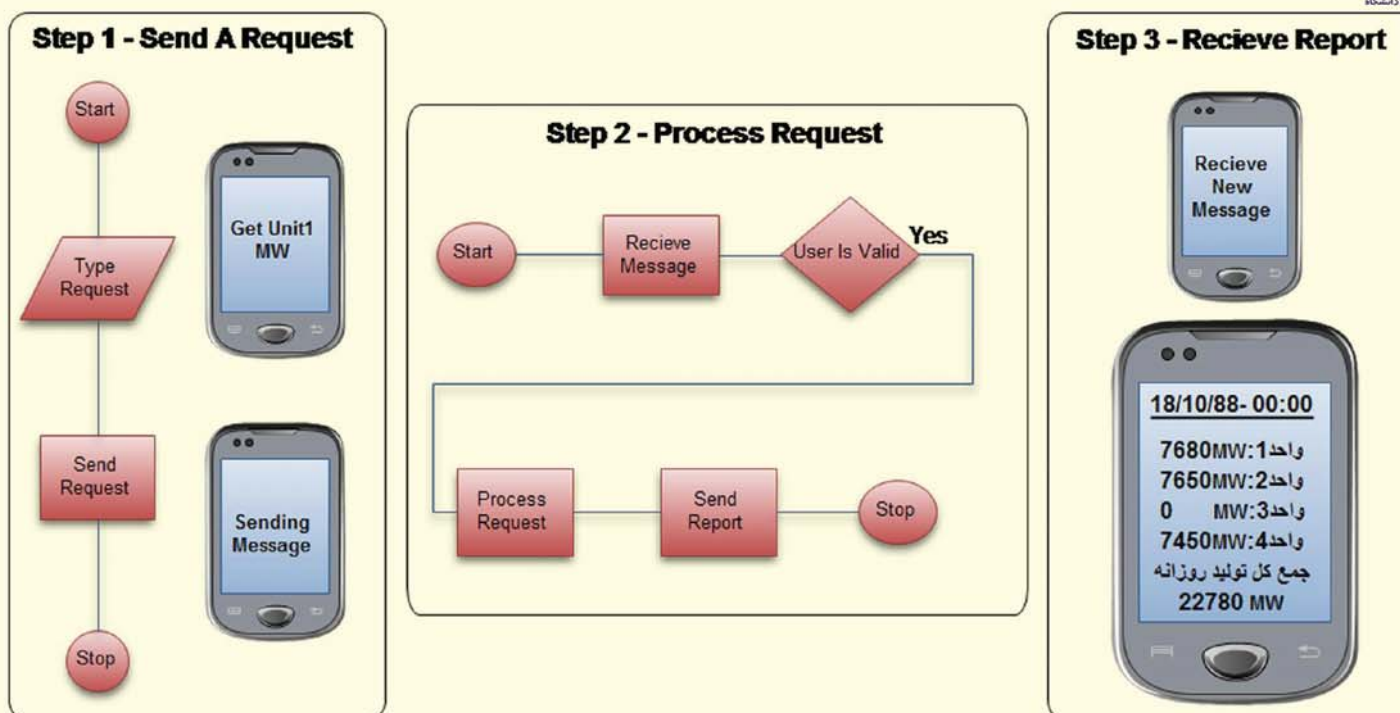 Step 1 - Send A Request
Start
Type
Request
Send
Request
Stop
Get Unit1
MW
Sending
Message
Step 2 - Process Request
Start
Recieve
Message
User Is Valid
Yes
Process
Request
Send
Report
Stop
Step 3 - Recieve Report
Recieve
New
Message
18/10/88- 00:00
واحد1:7680MW
واحد2:7650MW
واحد3:MW 0
واحد4:7450MW
جمع کل تولید روزانه
22780 MW